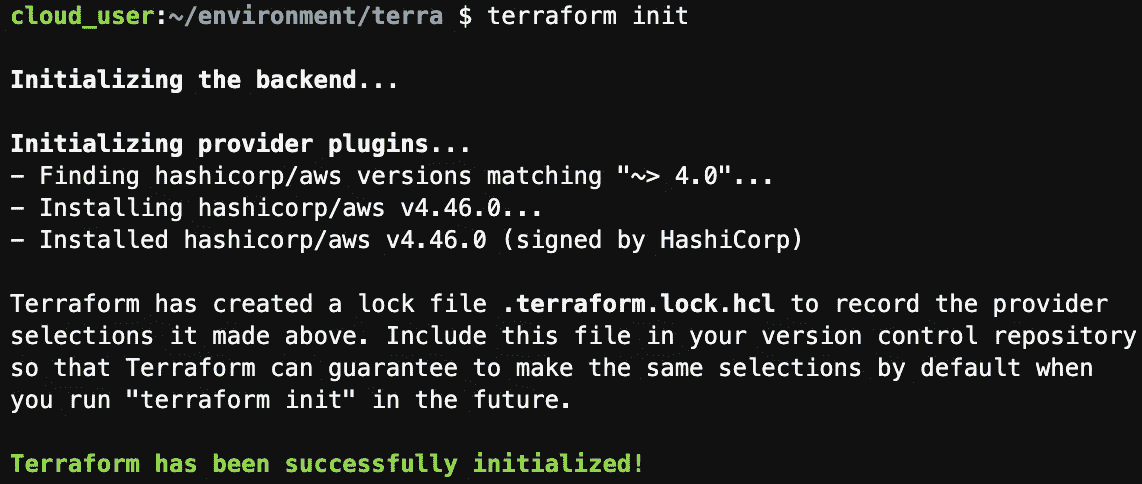 cloud_user:~/environment/terra $ terraform init
Initializing the backend...
Initializing provider plugins...
- Finding hashicorp/aws versions matching "~> 4.0"...
- Installing hashicorp/aws v4.46.0...
- Installed hashicorp/aws v4.46.0 (signed by HashiCorp)
Terraform has created a lock file .terraform.lock.hcl to record the provider
selections it made above. Include this file in your version control repository
so that Terraform can guarantee to make the same selections by default when
you run "terraform init" in the future.
Terraform has been successfully initialized!